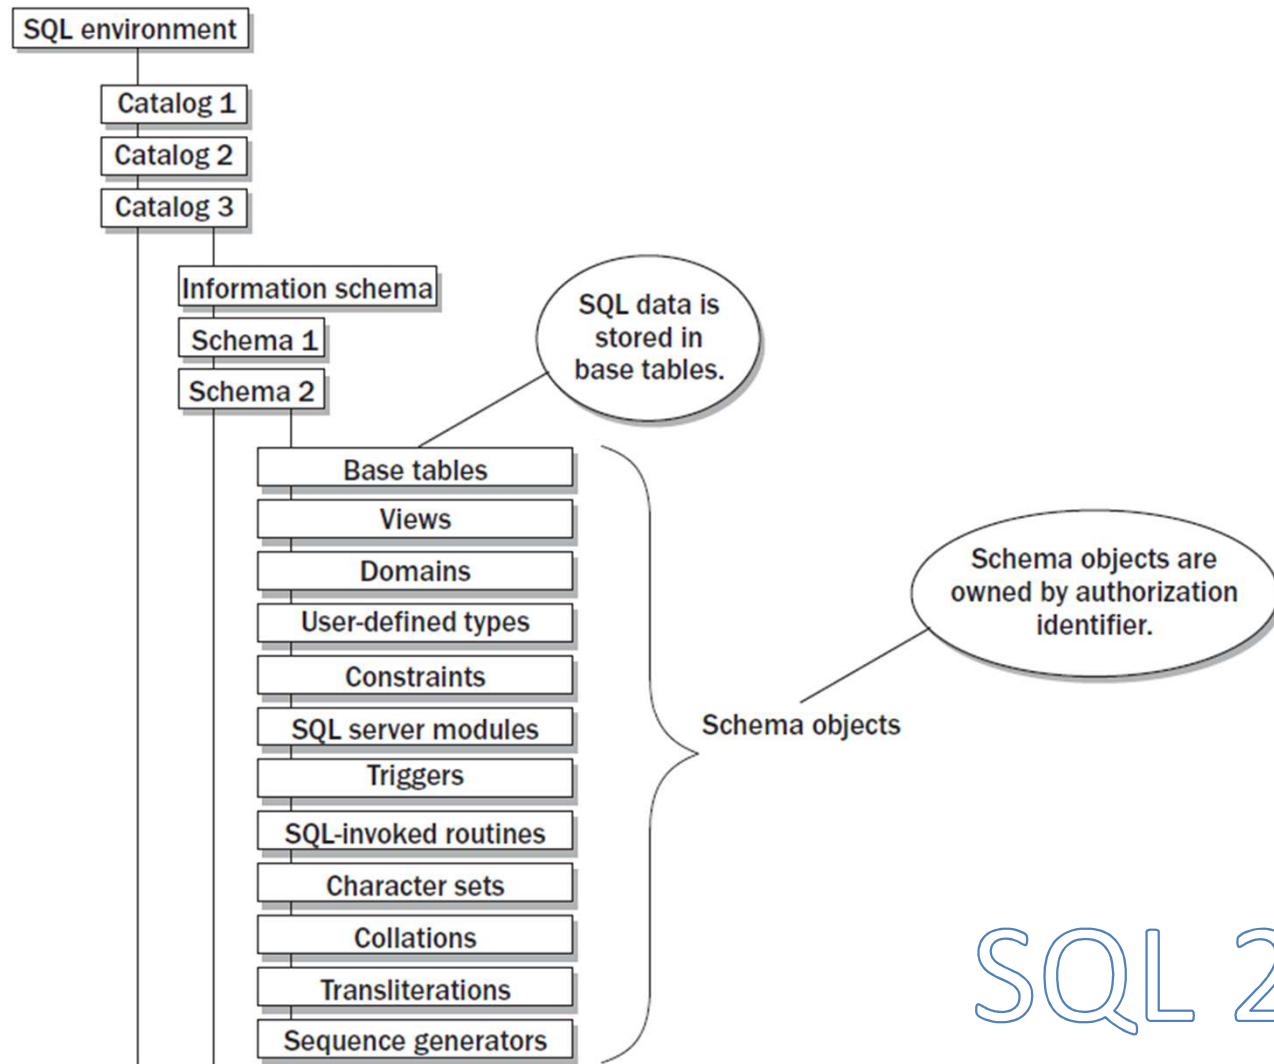 SQL environment
Catalog 1
Catalog 2
Catalog 3
Information schema
Schema 1
Schema 2
SQL data is
stored in
base tables.
Base tables
Views
Domains
User-defined types
Constraints
SQL server modules
Triggers
SQL-invoked routines
Character sets
Collations
Transliterations
Sequence generators
Schema objects
Schema objects are
owned by authorization
identifier.
SQL 2